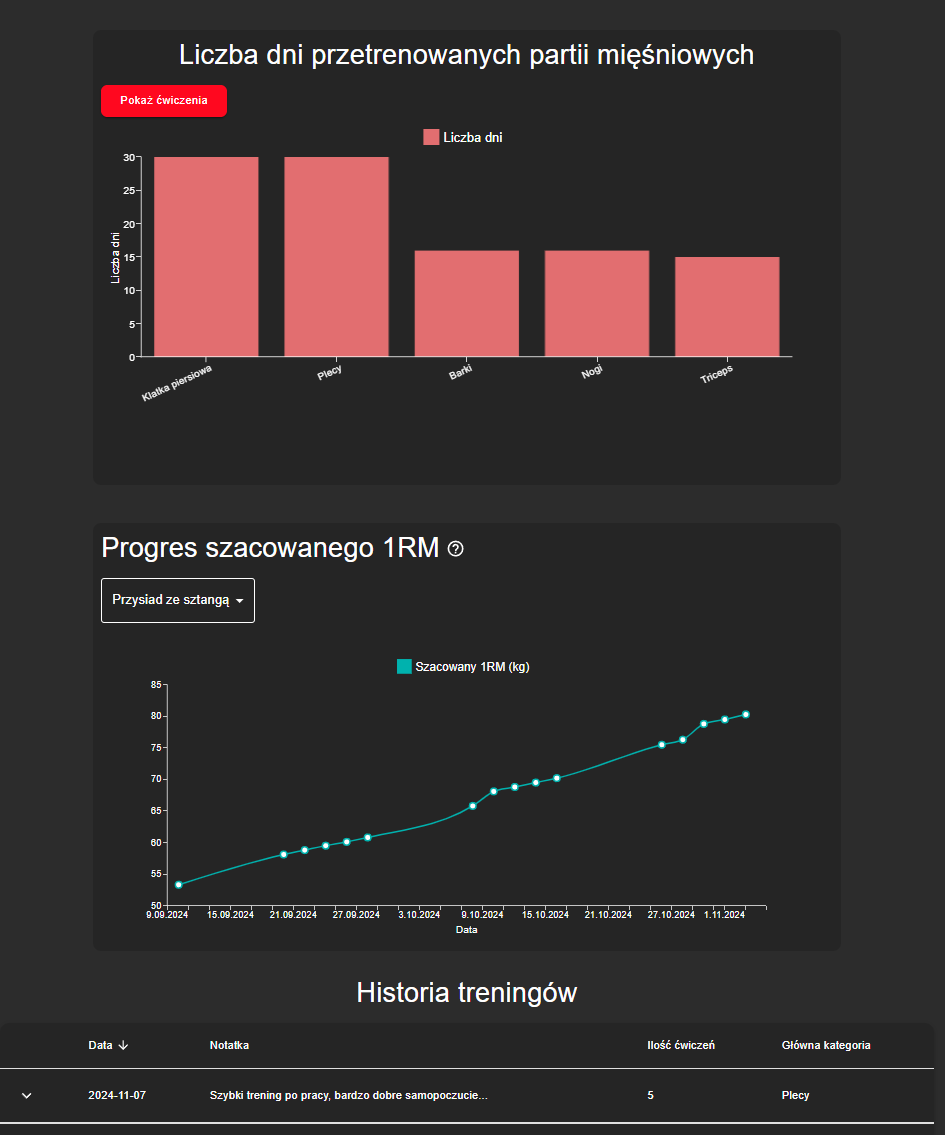 Liczba dni przetrenowanych partii mięśniowych
Pokaż ćwiczenia
Liczba dni
30
25
20
15
10
5
0
Liczba dni
Klatka piersiowa
Plecy
Barki
Nogi
Triceps
Progres szacowanego 1RM
Przysiad ze sztangą
Szacowany 1RM (kg)
85
80
75
70
65
60
55
50
9.09.2024 15.09.2024 21.09.2024 27.09.2024 3.10.2024 9.10.2024 15.10.2024 21.10.2024 27.10.2024 1.11.2024
Data
Historia treningów
Data Notatka Ilość ćwiczeń Główna kategoria
2024-11-07 Szybki trening po pracy, bardzo dobre samopoczucie... 5 Plecy